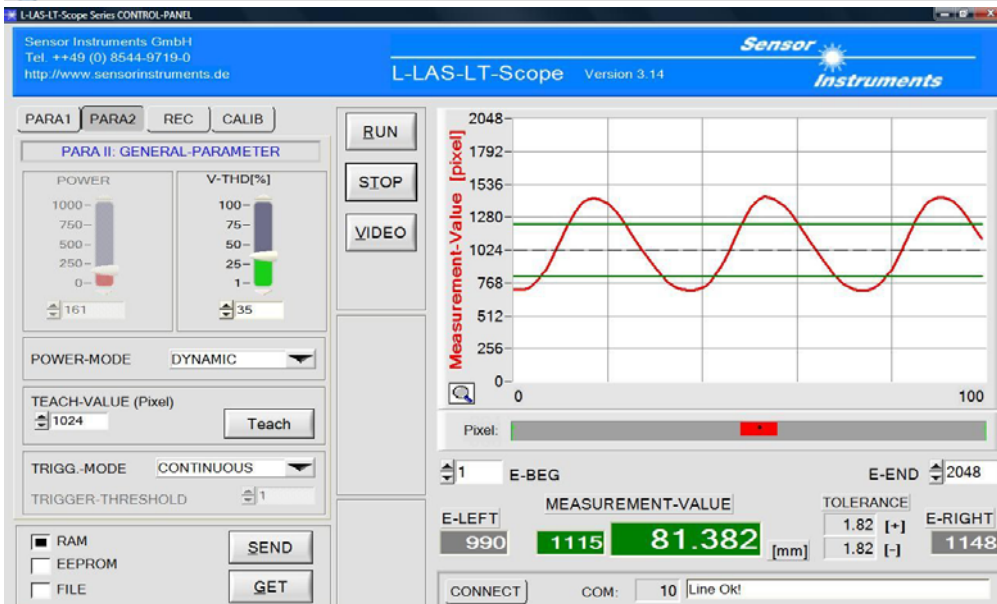 L-LAS-LT-Scope Series CONTROL-PANEL
Sensor Instruments GmbH
Tel. ++49 (0) 8544-9719-0
http://www.sensorinstruments.de
L-LAS-LT-Scope Version 3.14
Sensor
Instruments
PARA1 PARA2 REC CALIB
PARA II: GENERAL-PARAMETER
POWER
1000
750
500
250
0
161
V-THD[%]
100
75
50
25
1
35
POWER-MODE DYNAMIC
TEACH-VALUE (Pixel)
1024
Teach
TRIGG.-MODE CONTINUOUS
TRIGGER-THRESHOLD 1
RAM
EEPROM
FILE
SEND
GET
RUN
STOP
VIDEO
Measurement-Value [pixel]
2048
1792
1536
1280
1024
768
512
256
0
0 100
Pixel:
1 E-BEG
E-END 2048
E-LEFT
990
MEASUREMENT-VALUE
1115 81.382 [mm]
TOLERANCE
1.82 [+]
1.82 [-]
E-RIGHT
1148
CONNECT COM: 10 Line Ok!